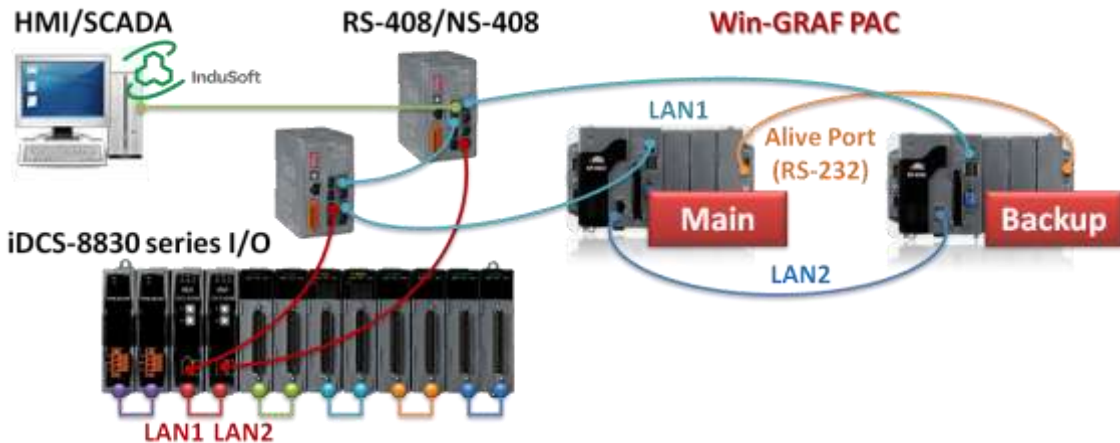 HMI/SCADA
RS-408/NS-408
Win-GRAF PAC
InduSoft
LAN1
Alive Port
(RS-232)
Main
Backup
iDCS-8830 series I/O
LAN2
LAN1 LAN2